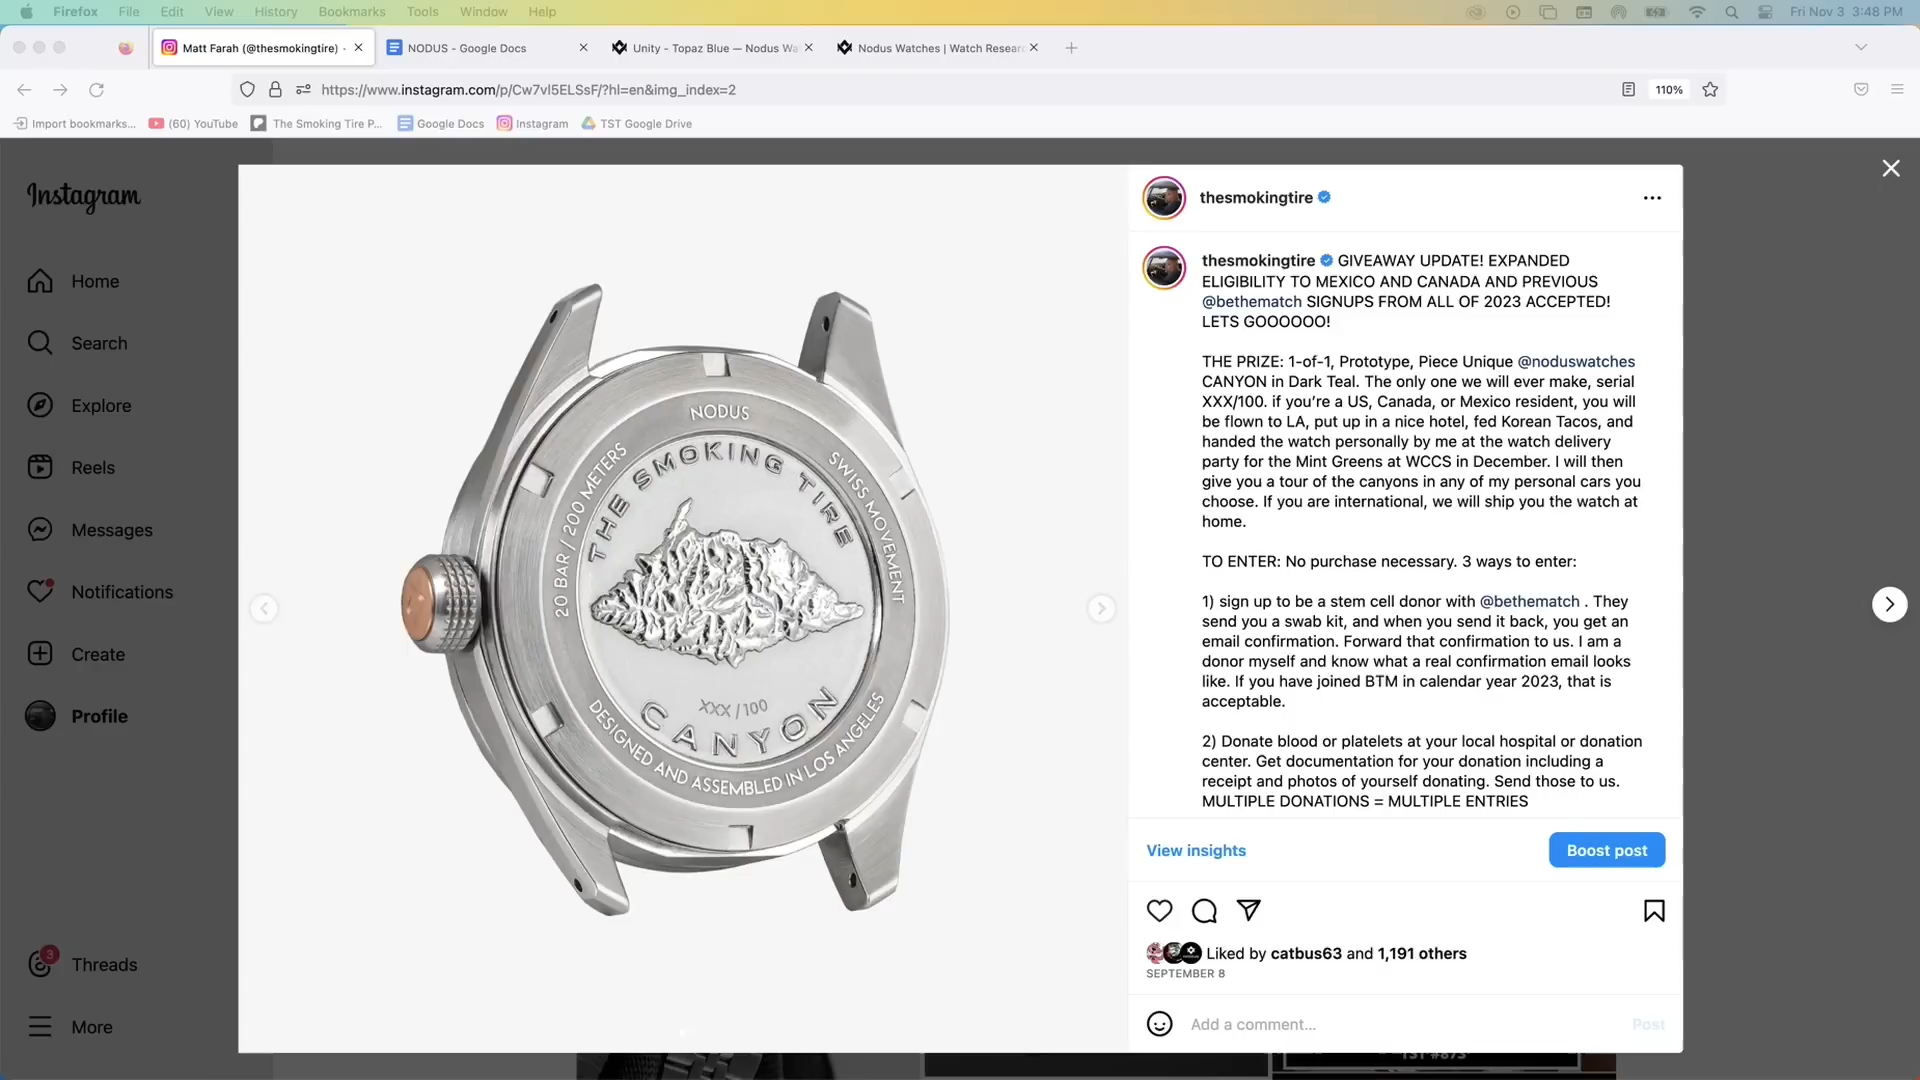 Firefox File Edit View History Bookmarks Tools Window Help Fri Nov 3 3:48 PM
Matt Farah (@thesmokingtire) · NODUS - Google Docs Unity - Topaz Blue — Nodus Wa Nodus Watches | Watch Resear
https://www.instagram.com/p/Cw7vl5ELSsF/?hl=en&img_index=2 110%
Import bookmarks... (60) YouTube The Smoking Tire P... Google Docs Instagram TST Google Drive
Instagram
Home
Search
Explore
Reels
Messages
Notifications
Create
Profile
3
Threads
More
NODUS
20 BAR / 200 METERS
SWISS MOVEMENT
THE SMOKING TIRE
XXX/100
CANYON
DESIGNED AND ASSEMBLED IN LOS ANGELES
thesmokingtire
thesmokingtire GIVEAWAY UPDATE! EXPANDED
ELIGIBILITY TO MEXICO AND CANADA AND PREVIOUS
@bethematch SIGNUPS FROM ALL OF 2023 ACCEPTED!
LETS GOOOOOO!
THE PRIZE: 1-of-1, Prototype, Piece Unique @noduswatches
CANYON in Dark Teal. The only one we will ever make, serial
XXX/100. if you’re a US, Canada, or Mexico resident, you will
be flown to LA, put up in a nice hotel, fed Korean Tacos, and
handed the watch personally by me at the watch delivery
party for the Mint Greens at WCCS in December. I will then
give you a tour of the canyons in any of my personal cars you
choose. If you are international, we will ship you the watch at
home.
TO ENTER: No purchase necessary. 3 ways to enter:
1) sign up to be a stem cell donor with @bethematch . They
send you a swab kit, and when you send it back, you get an
email confirmation. Forward that confirmation to us. I am a
donor myself and know what a real confirmation email looks
like. If you have joined BTM in calendar year 2023, that is
acceptable.
2) Donate blood or platelets at your local hospital or donation
center. Get documentation for your donation including a
receipt and photos of yourself donating. Send those to us.
MULTIPLE DONATIONS = MULTIPLE ENTRIES
View insights Boost post
Liked by catbus63 and 1,191 others
SEPTEMBER 8
Add a comment... Post
TST #873